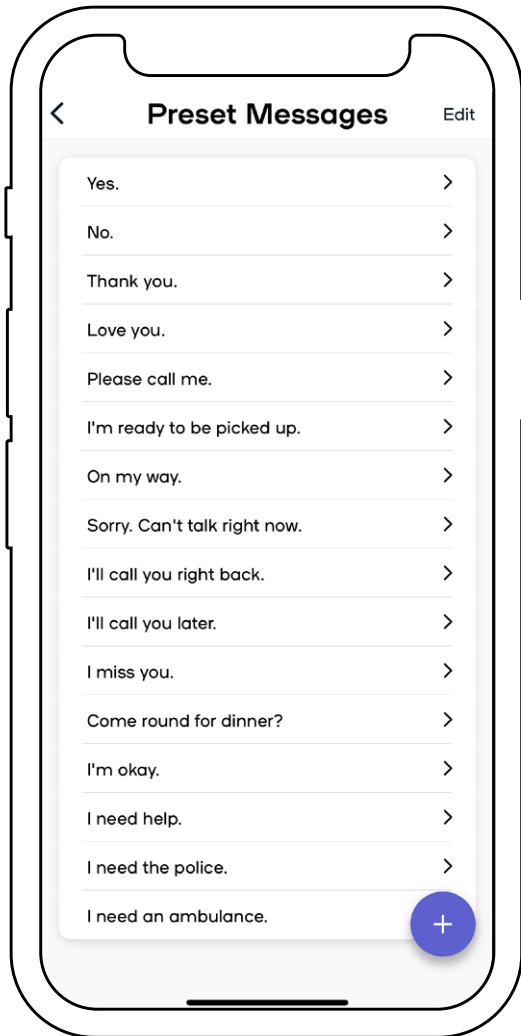 Preset Messages
Edit
Yes.
No.
Thank you.
Love you.
Please call me.
I'm ready to be picked up.
On my way.
Sorry. Can't talk right now.
I'll call you right back.
I'll call you later.
I miss you.
Come round for dinner?
I'm okay.
I need help.
I need the police.
I need an ambulance.